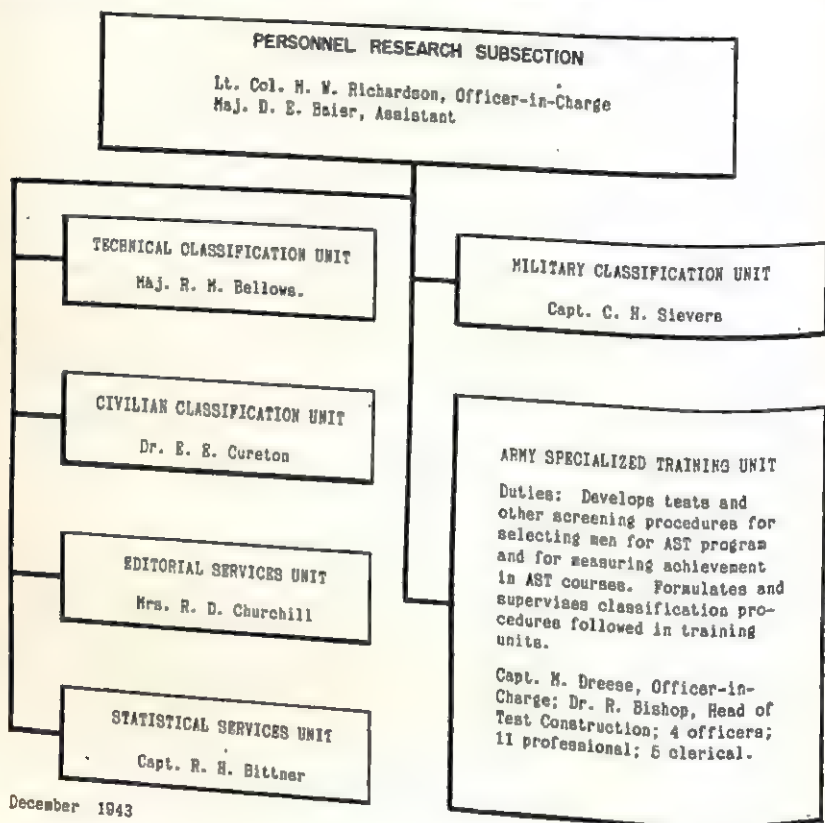 PERSONNEL RESEARCH SUBSECTION
Lt. Col. M. W. Richardson, Officer-in-Charge
Maj. D. E. Baier, Assistant
TECHNICAL CLASSIFICATION UNIT
Maj. R. M. Bellows.
MILITARY CLASSIFICATION UNIT
Capt. C. H. Sievers
CIVILIAN CLASSIFICATION UNIT
Dr. E. E. Cureton
EDITORIAL SERVICES UNIT
Mrs. R. D. Churchill
STATISTICAL SERVICES UNIT
Capt. R. H. Bittner
ARMY SPECIALIZED TRAINING UNIT
Duties: Develops tests and
other screening procedures for
selecting men for AST program
and for measuring achievement
in AST courses. Formulates and
supervises classification pro-
cedures followed in training
units.
Capt. M. Dreese, Officer-in-
Charge; Dr. R. Bishop, Head of
Test Construction; 4 officers;
11 professional; 5 clerical.
December 1943